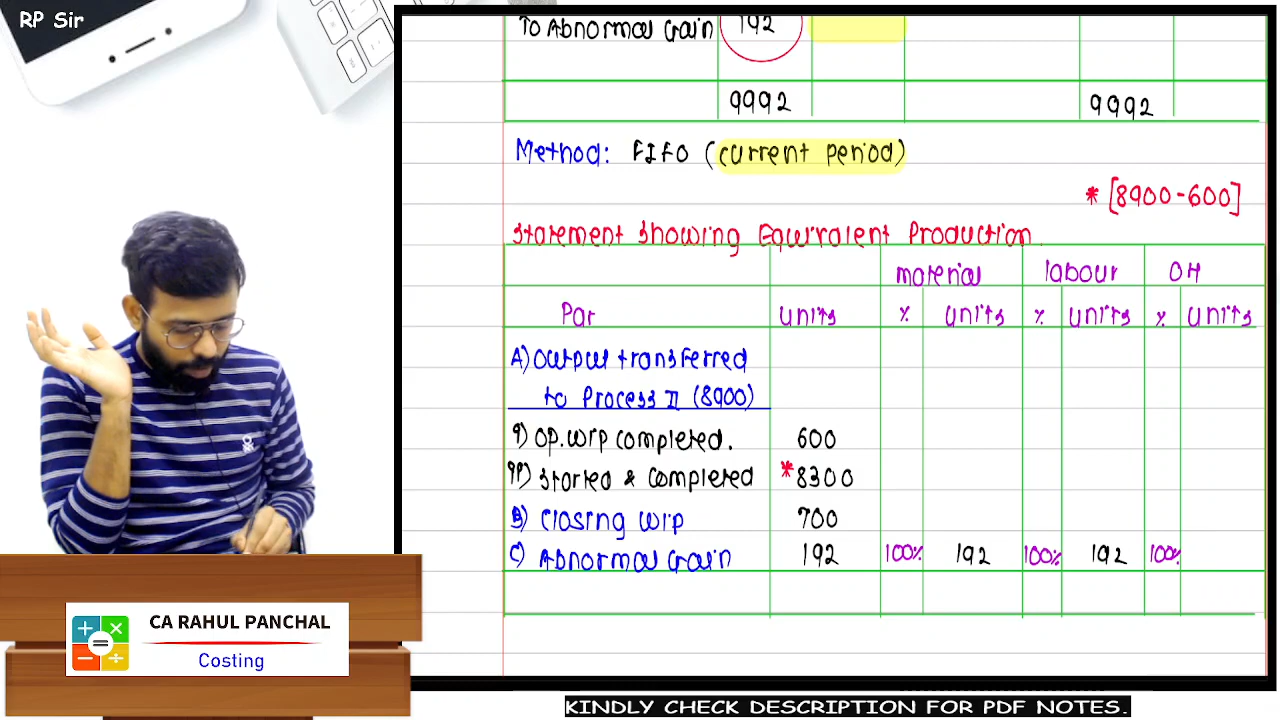 RP Sir
To Abnormal Gain 192
9992 9992
Method: FIFO (current period)
* [8900-600]
Statement Showing Equivalent Production.
material labour OH
Par units % units % units % units
A) Output transferred
to Process II (8900)
i) OP. WIP completed. 600
ii) Started & completed *8300
B) Closing WIP 700
C) Abnormal Gain 192 100% 192 100% 192 100%
CA RAHUL PANCHAL
Costing
KINDLY CHECK DESCRIPTION FOR PDF NOTES.